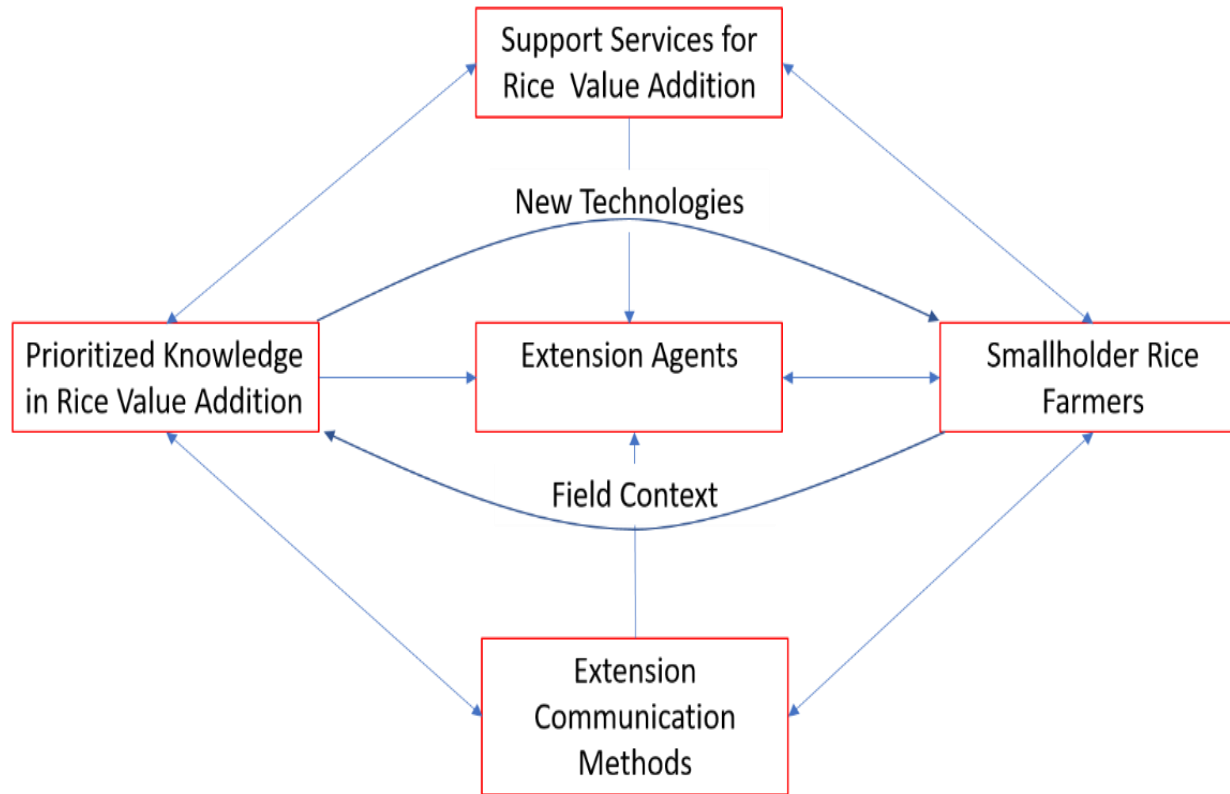 Support Services for
Rice Value Addition
New Technologies
Prioritized Knowledge
in Rice Value Addition
Extension Agents
Smallholder Rice
Farmers
Field Context
Extension
Communication
Methods